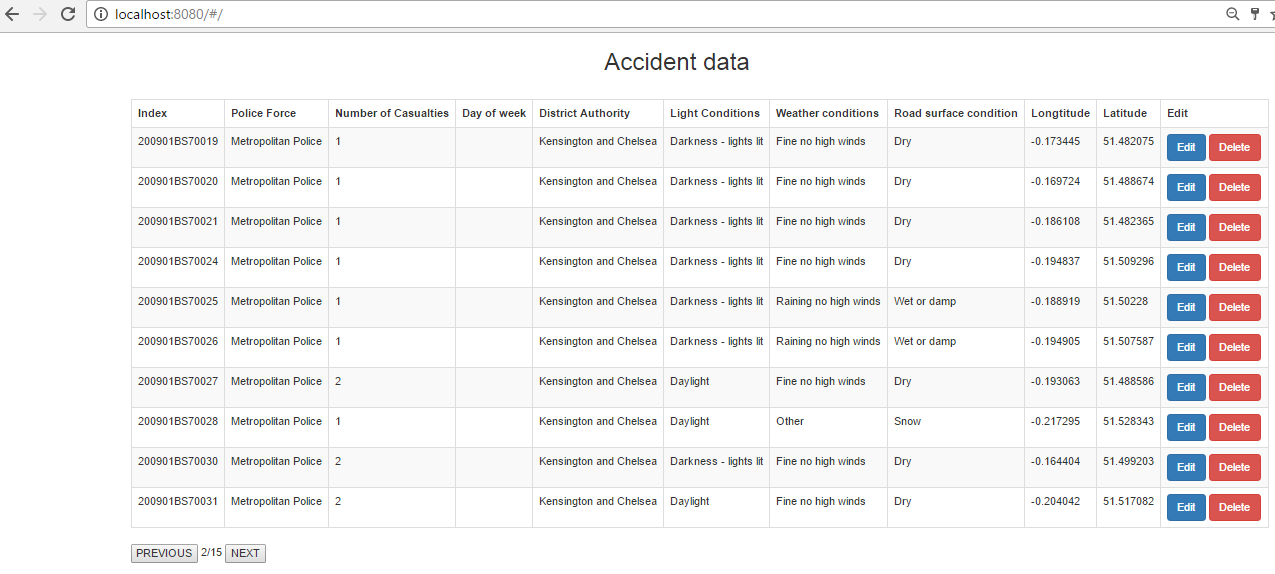 localhost:8080/#/
Accident data
Index Police Force Number of Casualties Day of week District Authority Light Conditions Weather conditions Road surface condition Longtitude Latitude Edit
200901BS70019 Metropolitan Police 1 Kensington and Chelsea Darkness - lights lit Fine no high winds Dry -0.173445 51.482075 Edit Delete
200901BS70020 Metropolitan Police 1 Kensington and Chelsea Darkness - lights lit Fine no high winds Dry -0.169724 51.488674 Edit Delete
200901BS70021 Metropolitan Police 1 Kensington and Chelsea Darkness - lights lit Fine no high winds Dry -0.186108 51.482365 Edit Delete
200901BS70024 Metropolitan Police 1 Kensington and Chelsea Darkness - lights lit Fine no high winds Dry -0.194837 51.509296 Edit Delete
200901BS70025 Metropolitan Police 1 Kensington and Chelsea Darkness - lights lit Raining no high winds Wet or damp -0.188919 51.50228 Edit Delete
200901BS70026 Metropolitan Police 1 Kensington and Chelsea Darkness - lights lit Raining no high winds Wet or damp -0.194905 51.507587 Edit Delete
200901BS70027 Metropolitan Police 2 Kensington and Chelsea Daylight Fine no high winds Dry -0.193063 51.488586 Edit Delete
200901BS70028 Metropolitan Police 1 Kensington and Chelsea Daylight Other Snow -0.217295 51.528343 Edit Delete
200901BS70030 Metropolitan Police 2 Kensington and Chelsea Darkness - lights lit Fine no high winds Dry -0.164404 51.499203 Edit Delete
200901BS70031 Metropolitan Police 2 Kensington and Chelsea Daylight Fine no high winds Dry -0.204042 51.517082 Edit Delete
PREVIOUS 2/15 NEXT